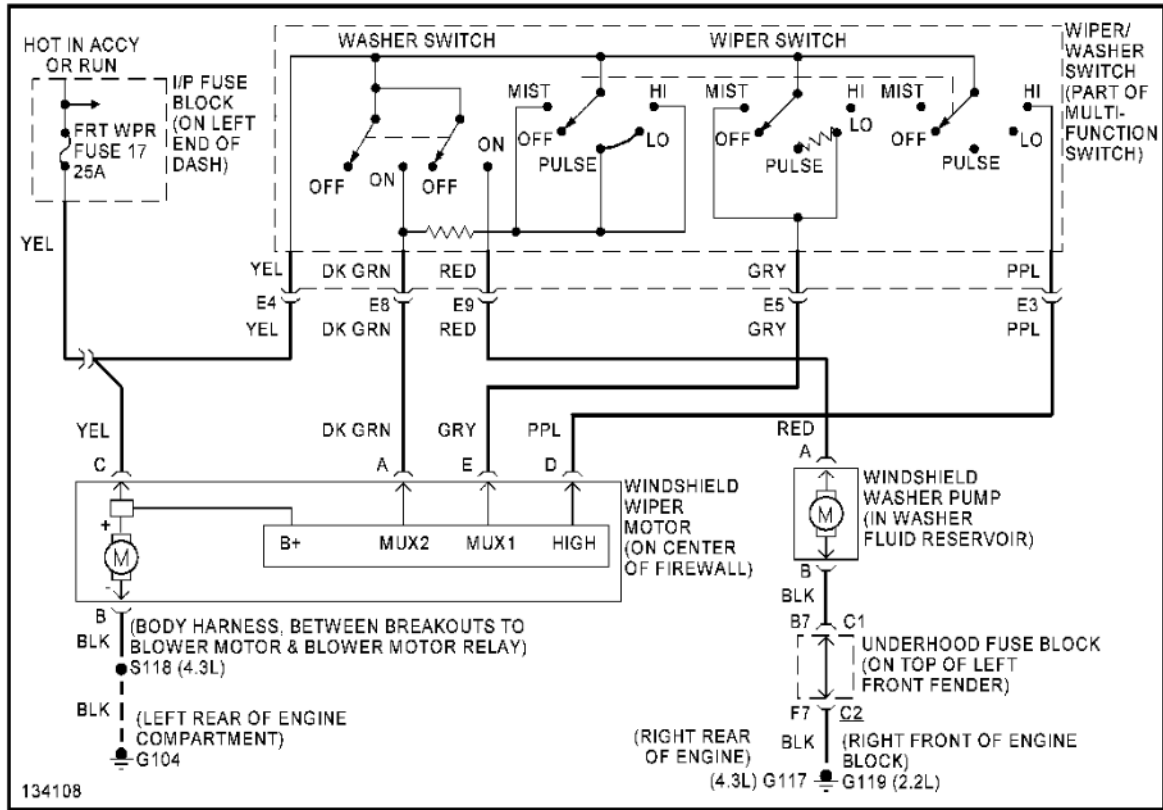 HOT IN ACCY
OR RUN
I/P FUSE
BLOCK
(ON LEFT
END OF
DASH)
FRT WPR
FUSE 17
25A
WASHER SWITCH
WIPER SWITCH
WIPER/
WASHER
SWITCH
(PART OF
MULTI-
FUNCTION
SWITCH)
MIST
HI
MIST
HI
MIST
HI
OFF
LO
OFF
LO
OFF
LO
PULSE
PULSE
PULSE
OFF
ON
OFF
ON
YEL
YEL
DK GRN
RED
GRY
PPL
E4
E8
E9
E5
E3
YEL
DK GRN
RED
GRY
PPL
YEL
DK GRN
GRY
PPL
RED
C
A
E
D
A
WINDSHIELD
WIPER
MOTOR
(ON CENTER
OF FIREWALL)
+
M
-
B+
MUX2
MUX1
HIGH
WINDSHIELD
WASHER PUMP
(IN WASHER
FLUID RESERVOIR)
M
B
BLK
B
BLK
(BODY HARNESS, BETWEEN BREAKOUTS TO
BLOWER MOTOR & BLOWER MOTOR RELAY)
S118 (4.3L)
BLK
(LEFT REAR OF ENGINE
COMPARTMENT)
G104
B7
C1
UNDERHOOD FUSE BLOCK
(ON TOP OF LEFT
FRONT FENDER)
F7
C2
BLK
(RIGHT REAR
OF ENGINE)
(4.3L) G117
(RIGHT FRONT OF ENGINE
BLOCK)
G119 (2.2L)
134108